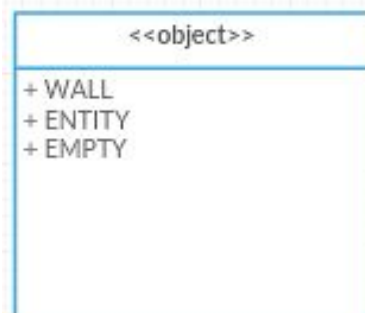 <<object>>
+ WALL
+ ENTITY
+ EMPTY